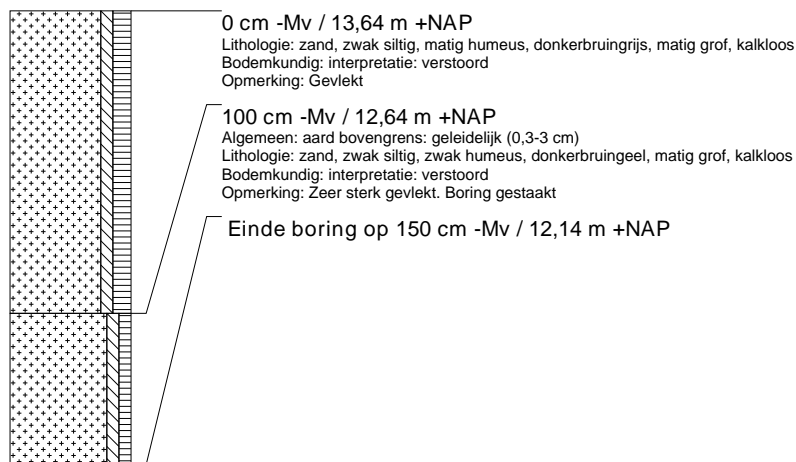 0 cm -Mv / 13,64 m +NAP
Lithologie: zand, zwak siltig, matig humeus, donkerbruingrijs, matig grof, kalkloos
Bodemkundig: interpretatie: verstoord
Opmerking: Gevlekt
100 cm -Mv / 12,64 m +NAP
Algemeen: aard bovengrens: geleidelijk (0,3-3 cm)
Lithologie: zand, zwak siltig, zwak humeus, donkerbruingeel, matig grof, kalkloos
Bodemkundig: interpretatie: verstoord
Opmerking: Zeer sterk gevlekt. Boring gestaakt
Einde boring op 150 cm -Mv / 12,14 m +NAP